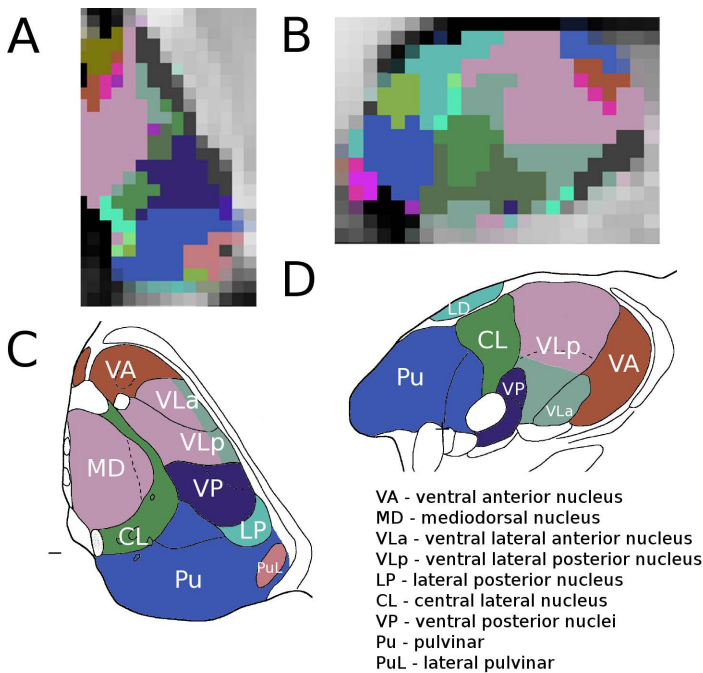 A
B
C
VA
VLa
VLp
MD
VP
CL
LP
Pu
PuL
D
LD
CL
VLp
VA
Pu
VP
VLa
VA - ventral anterior nucleus
MD - mediodorsal nucleus
VLa - ventral lateral anterior nucleus
VLp - ventral lateral posterior nucleus
LP - lateral posterior nucleus
CL - central lateral nucleus
VP - ventral posterior nuclei
Pu - pulvinar
PuL - lateral pulvinar